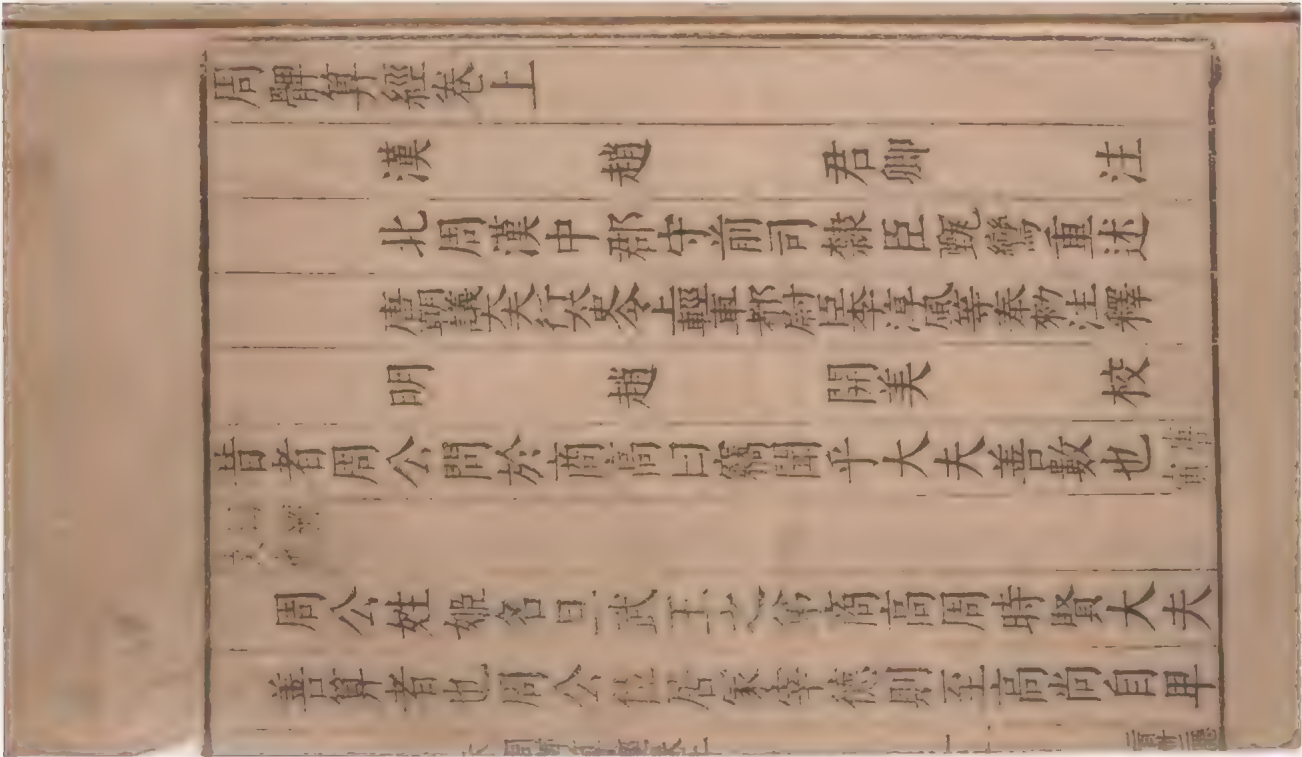 周髀算經卷上
漢 趙 君卿 注
北周漢中郡守前司隸臣甄鸞重述
唐朝議大夫行太史令上輕車都尉臣李淳風等奉勑注釋
明 趙 開美 校
昔者周公問於商高曰竊聞乎大夫善數也
周公姓姬名旦武王之弟商高周時賢大夫
善算者也周公位居冢宰德則至高尚自卑